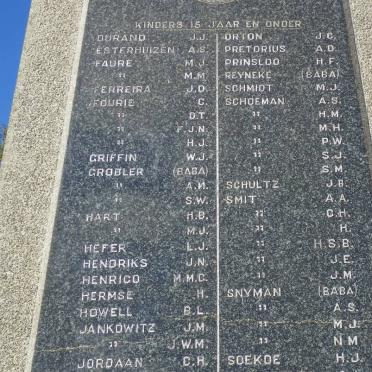 KINDERS 15 JAAR EN ONDER
DURAND J.J.
ESTERHUIZEN A.S.
FAURE M.J.
" M.M.
FERREIRA J.D.
FOURIE C.
" D.T.
" F.J.N.
" H.J.
GRIFFIN W.J.
GROBLER (BABA)
" A.M.
" S.W.
HART H.B.
" M.J.
HEFER L.J.
HENDRIKS J.N.
HENRICO M.M.C.
HERMSE H.
HOWELL B.L.
JANKOWITZ J.M.
" J.W.M.
JORDAAN C.H.
ORTON J.C.
PRETORIUS A.D.
PRINSLOO H.F.
REYNEKE (BABA)
SCHMIDT M.J.
SCHOEMAN A.S.
" H.M.
" M.H.
" P.W.
" S.J.
" S.M.
SCHULTZ J.B.
SMIT A.A.
" C.H.
" H.
" H.S.B.
" J.E.
" J.M.
SNYMAN (BABA)
" A.S.
" M.J.
" N.M.
SOEKOE H.J.